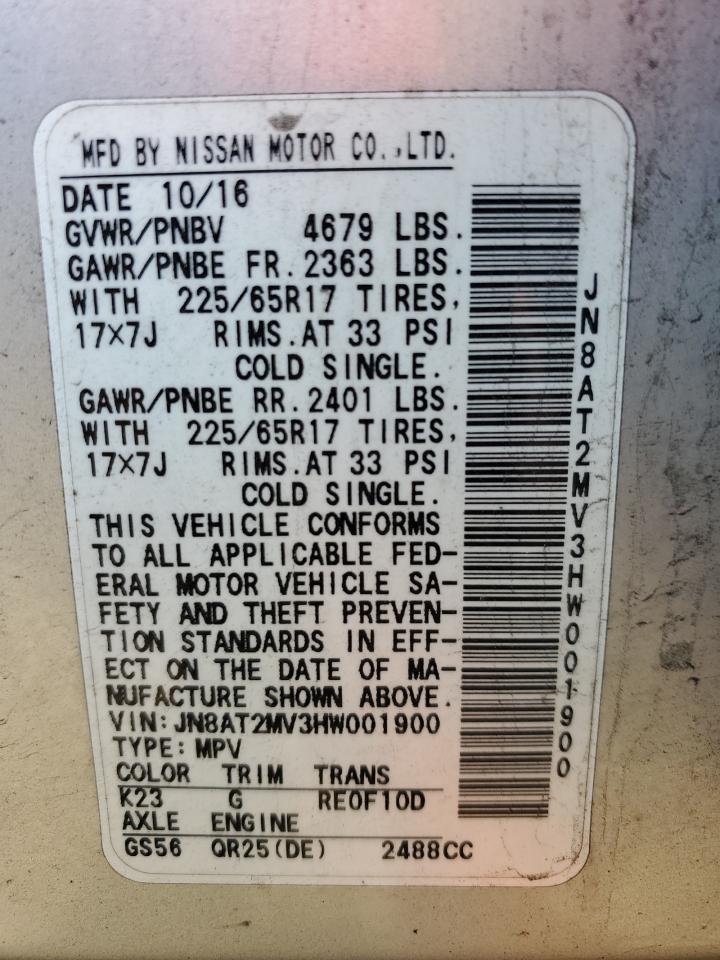 MFD BY NISSAN MOTOR CO.,LTD.
DATE 10/16
GVWR/PNBV 4679 LBS.
GAWR/PNBE FR.2363 LBS.
WITH 225/65R17 TIRES,
17×7J RIMS.AT 33 PSI
COLD SINGLE.
GAWR/PNBE RR.2401 LBS.
WITH 225/65R17 TIRES,
17×7J RIMS.AT 33 PSI
COLD SINGLE.
THIS VEHICLE CONFORMS
TO ALL APPLICABLE FED-
ERAL MOTOR VEHICLE SA-
FETY AND THEFT PREVEN-
TION STANDARDS IN EFF-
ECT ON THE DATE OF MA-
NUFACTURE SHOWN ABOVE.
VIN:JN8AT2MV3HW001900
TYPE:MPV
COLOR TRIM TRANS
K23 G RE0F10D
AXLE ENGINE
GS56 QR25(DE) 2488CC
JN8AT2MV3HW001900